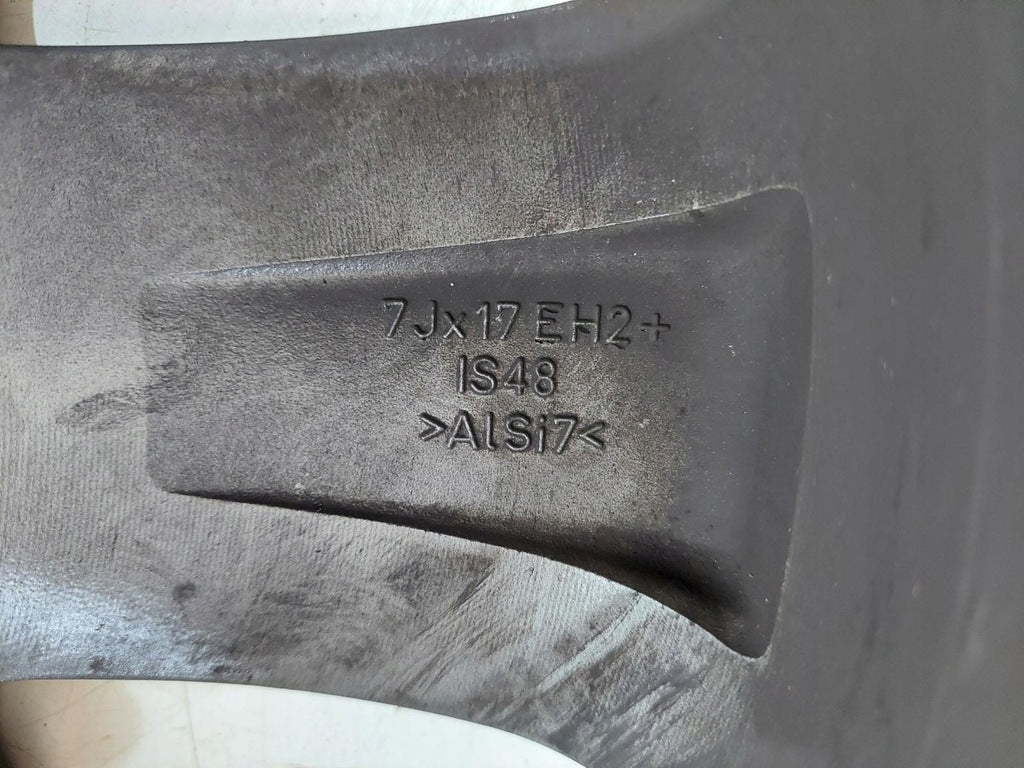 7Jx17 EH2+
IS48
>AlSi7<